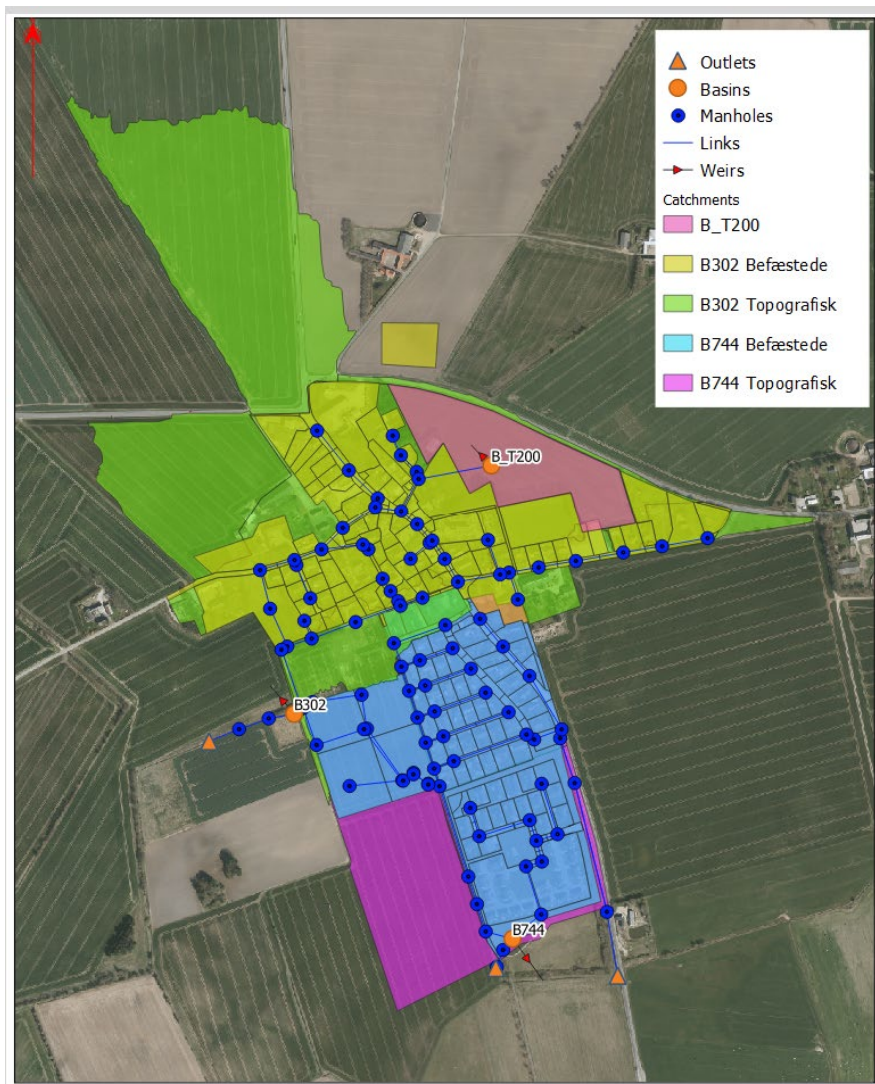 Outlets
Basins
Manholes
Links
Weirs
Catchments
B_T200
B302 Befæstede
B302 Topografisk
B744 Befæstede
B744 Topografisk
B_T200
B302
B744